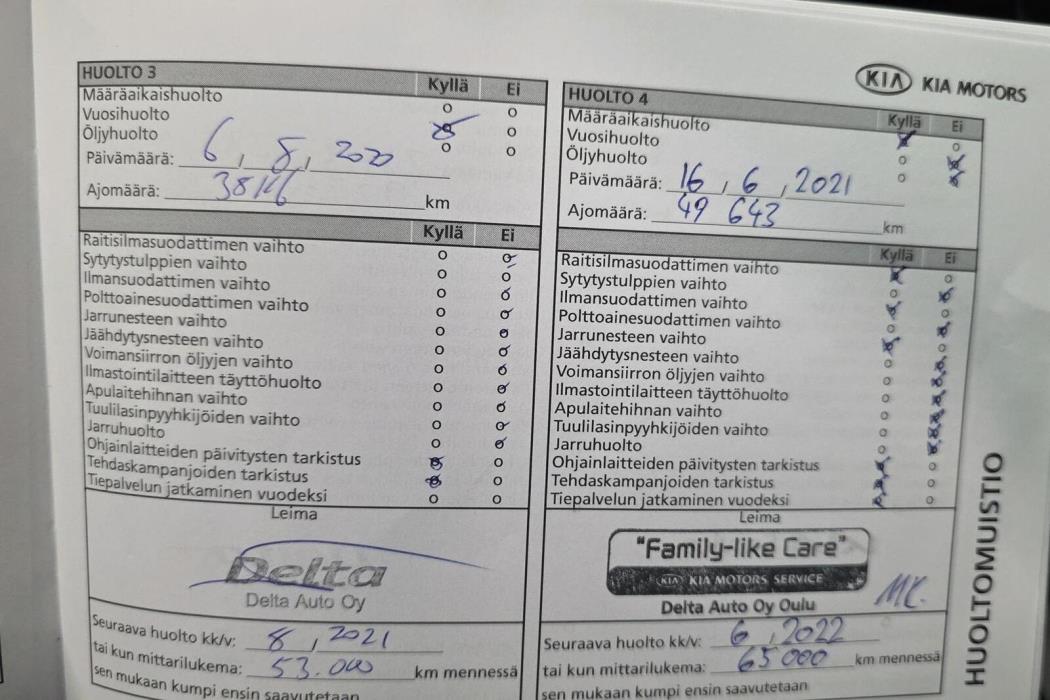 KIA KIA MOTORS
HUOLTO 3 Kyllä Ei
Määräaikaishuolto
Vuosihuolto
Öljyhuolto
Päivämäärä: 6, 8, 2020
Ajomäärä: km
Kyllä Ei
Raitisilmasuodattimen vaihto
Sytytystulppien vaihto
Ilmansuodattimen vaihto
Polttoainesuodattimen vaihto
Jarrunesteen vaihto
Jäähdytysnesteen vaihto
Voimansiirron öljyjen vaihto
Ilmastointilaitteen täyttöhuolto
Apulaitehihnan vaihto
Tuulilasinpyyhkijöiden vaihto
Jarruhuolto
Ohjainlaitteiden päivitysten tarkistus
Tehdaskampanjoiden tarkistus
Tiepalvelun jatkaminen vuodeksi
Leima
Delta
Delta Auto Oy
Seuraava huolto kk/v: 8, 2021
tai kun mittarilukema: 53.000 km mennessä
sen mukaan kumpi ensin saavutetaan
HUOLTO 4 Kyllä Ei
Määräaikaishuolto
Vuosihuolto
Öljyhuolto
Päivämäärä: 16, 6, 2021
Ajomäärä: 49 643 km
Kyllä Ei
Raitisilmasuodattimen vaihto
Sytytystulppien vaihto
Ilmansuodattimen vaihto
Polttoainesuodattimen vaihto
Jarrunesteen vaihto
Jäähdytysnesteen vaihto
Voimansiirron öljyjen vaihto
Ilmastointilaitteen täyttöhuolto
Apulaitehihnan vaihto
Tuulilasinpyyhkijöiden vaihto
Jarruhuolto
Ohjainlaitteiden päivitysten tarkistus
Tehdaskampanjoiden tarkistus
Tiepalvelun jatkaminen vuodeksi
Leima
"Family-like Care"
KIA KIA MOTORS SERVICE
Delta Auto Oy Oulu
Seuraava huolto kk/v: 6, 2022
tai kun mittarilukema: 65000 km mennessä
sen mukaan kumpi ensin saavutetaan
HUOLTOMUISTIO